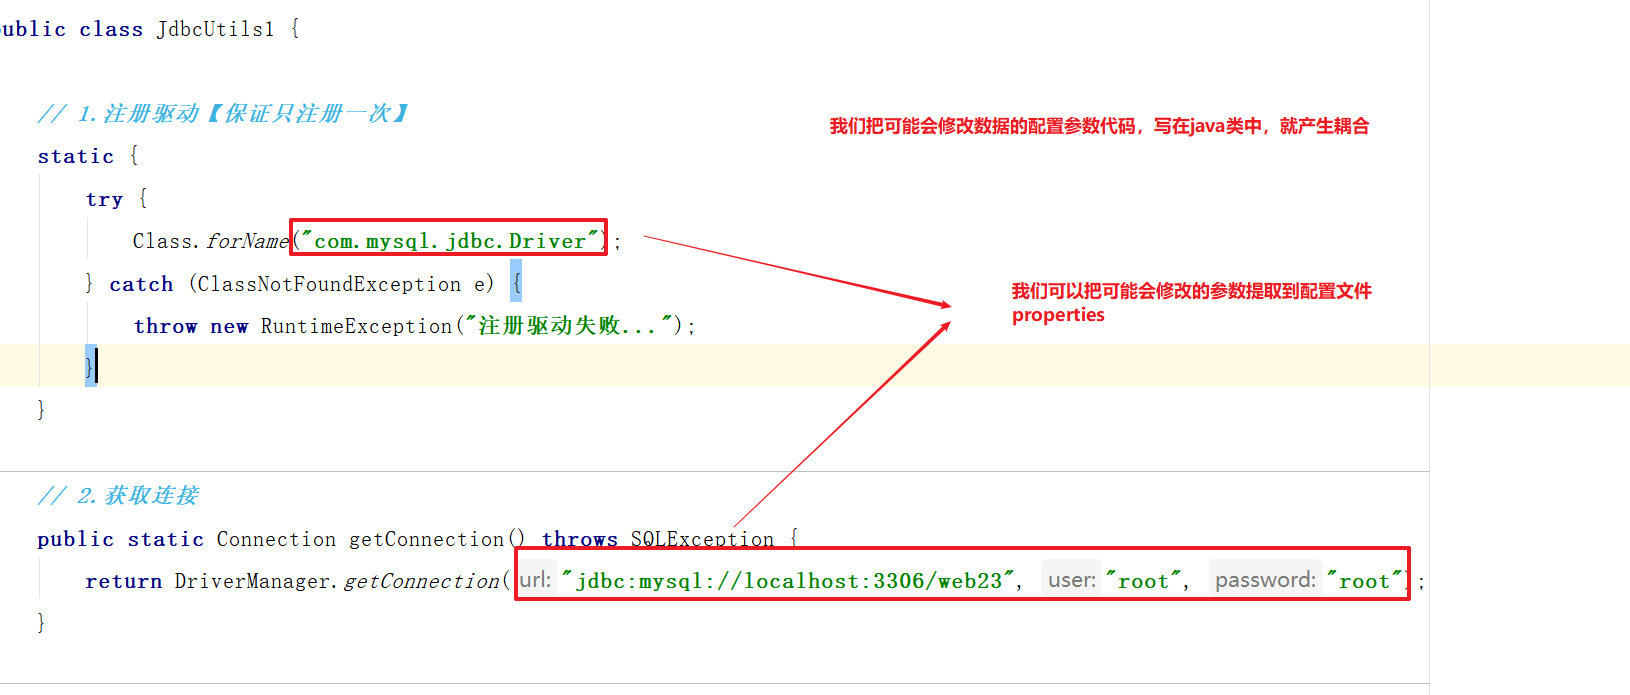 public class JdbcUtils1 {
// 1.注册驱动【保证只注册一次】
我们把可能会修改数据的配置参数代码，写在java类中，就产生耦合
static {
try {
Class.forName("com.mysql.jdbc.Driver");
} catch (ClassNotFoundException e) {
我们可以把可能会修改的参数提取到配置文件
properties
throw new RuntimeException("注册驱动失败...");
}
}
// 2.获取连接
public static Connection getConnection() throws SQLException {
return DriverManager.getConnection( url: "jdbc:mysql://localhost:3306/web23", user: "root", password: "root");
}